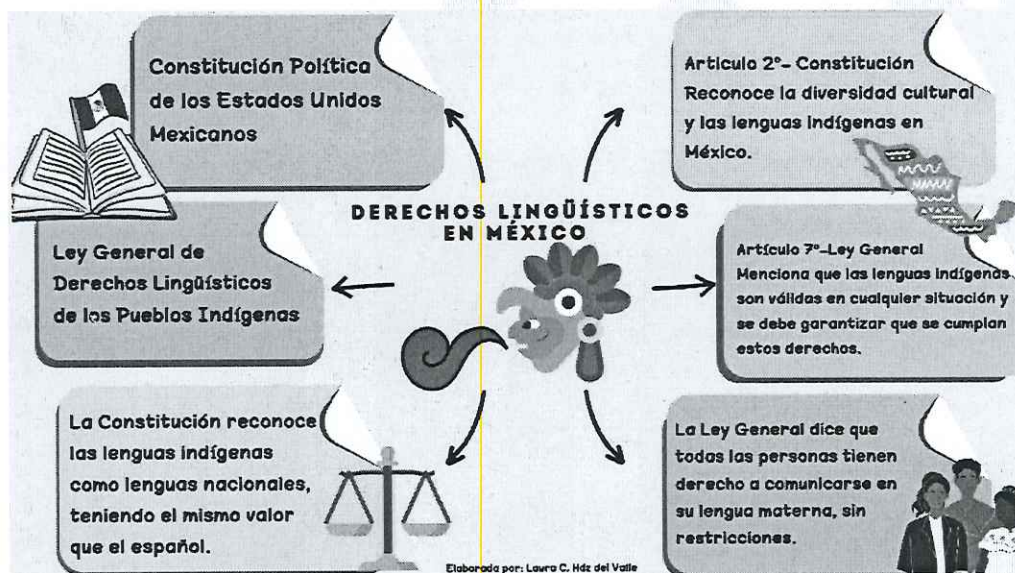 Constitución Política
de los Estados Unidos
Mexicanos
Artículo 2°- Constitución
Reconoce la diversidad cultural
y las lenguas indígenas en
México.
DERECHOS LINGÜÍSTICOS
EN MÉXICO
Ley General de
Derechos Lingüísticos
de los Pueblos Indígenas
Artículo 7°-Ley General
Menciona que las lenguas indígenas
son válidas en cualquier situación y
se debe garantizar que se cumplan
estos derechos.
La Constitución reconoce
las lenguas indígenas
como lenguas nacionales,
teniendo el mismo valor
que el español.
La Ley General dice que
todas las personas tienen
derecho a comunicarse en
su lengua materna, sin
restricciones.
Elaborada por: Laura C. Hdz del Valle